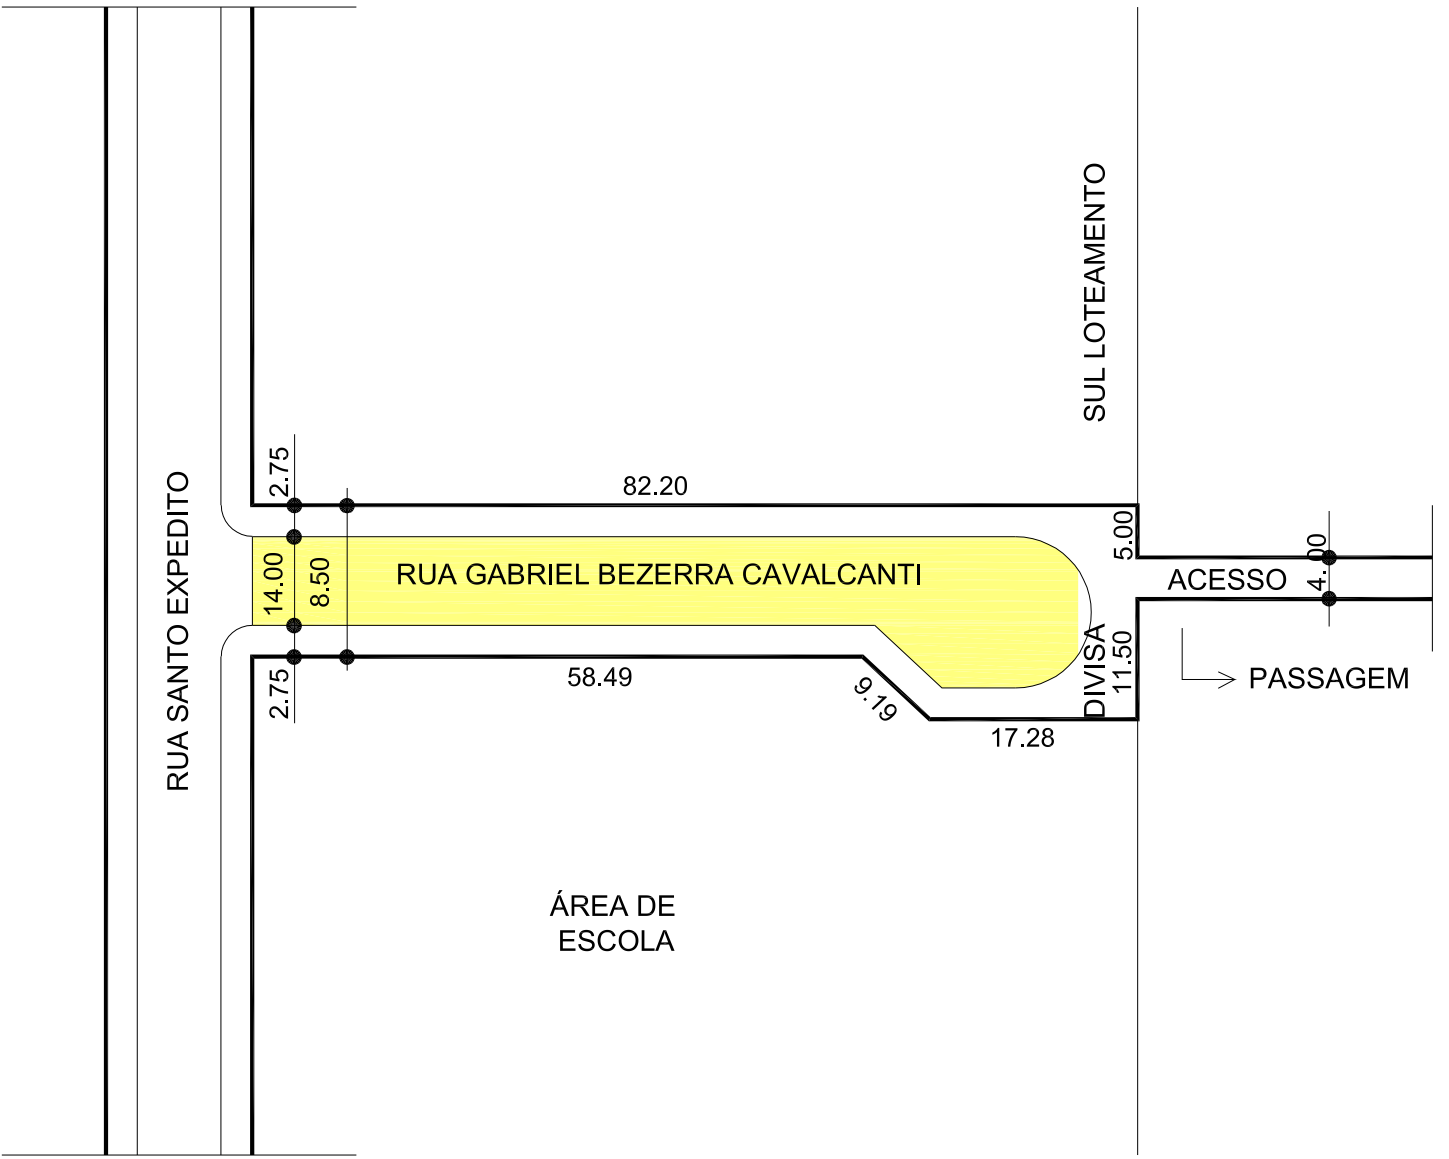 SUL LOTEAMENTO
2.75
82.20
RUA SANTO EXPEDITO
14.00
8.50
RUA GABRIEL BEZERRA CAVALCANTI
5.00
ACESSO
4.00
2.75
58.49
9.19
17.28
DIVISA
11.50
PASSAGEM
ÁREA DE
ESCOLA